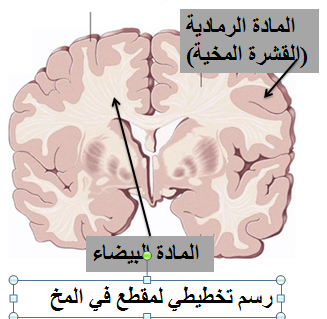 المادة الرمادية
(القشرة المخية)
المادة البيضاء
رسم تخطيطي لمقطع في المخ